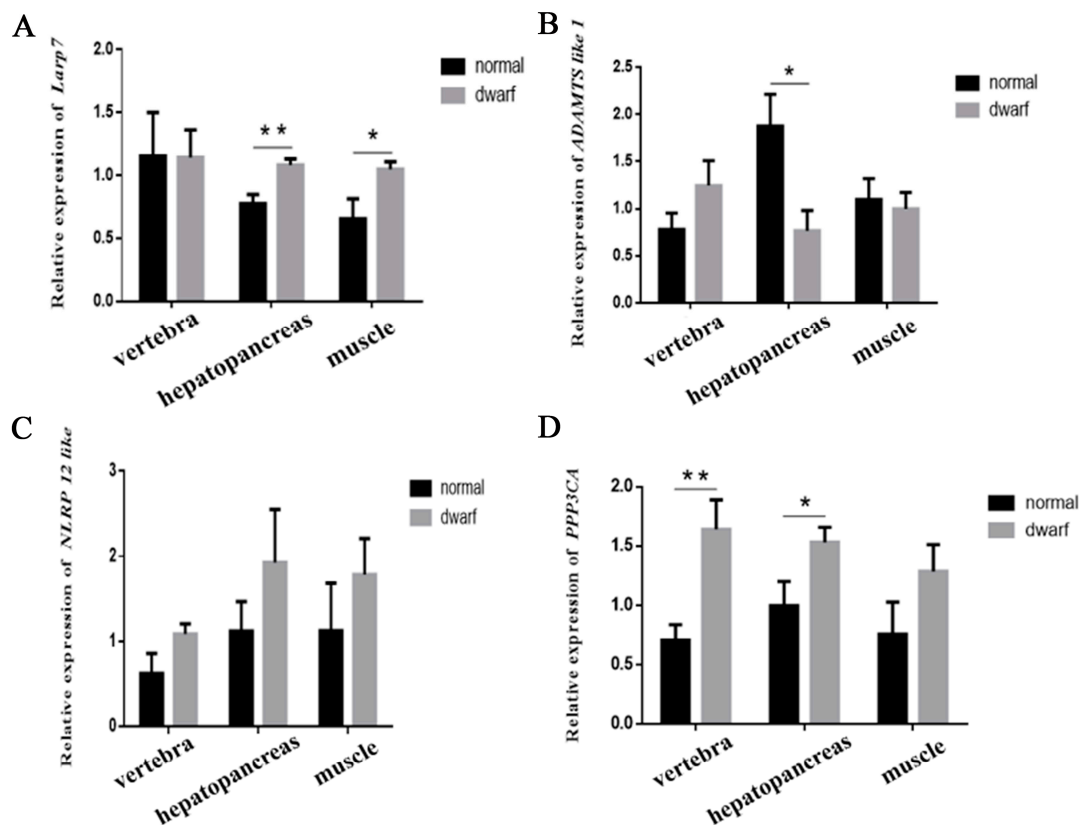 A
Relative expression of Larp7
2.0
1.5
1.0
0.5
0.0
normal
dwarf
**
*
vertebra
hepatopancreas
muscle
B
Relative expression of ADAMTS like 1
2.5
2.0
1.5
1.0
0.5
0.0
normal
dwarf
*
vertebra
hepatopancreas
muscle
C
Relative expression of NLRP 12 like
3
2
1
0
normal
dwarf
vertebra
hepatopancreas
muscle
D
Relative expression of PPP3CA
2.0
1.5
1.0
0.5
0.0
normal
dwarf
**
*
vertebra
hepatopancreas
muscle